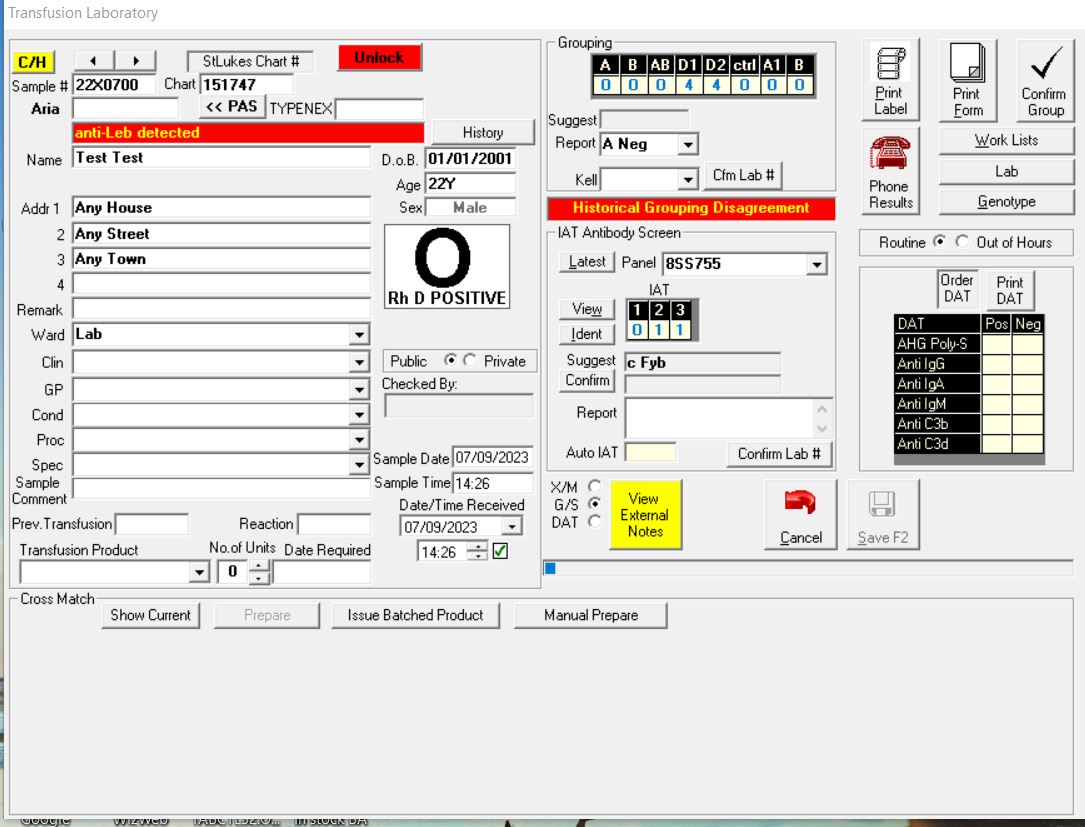 Transfusion Laboratory
C/H
StLukes Chart #
Unlock
Sample # 22X0700 Chart 151747
Aria << PAS TYPENEX
anti-Leb detected History
Name Test Test D.o.B. 01/01/2001
Age 22Y
Sex Male
Addr 1 Any House
2 Any Street
3 Any Town
4
O
Rh D POSITIVE
Remark
Ward Lab
Clin Public Private
Checked By:
GP
Cond
Proc
Spec Sample Date 07/09/2023
Sample Comment Sample Time 14:26
Date/Time Received
07/09/2023
14:26
Prev.Transfusion Reaction
Transfusion Product No.of Units Date Required
0
Grouping
A B AB D1 D2 ctrl A1 B
0 0 0 4 4 0 0 0
Suggest
Report A Neg
Kell Cfm Lab #
Historical Grouping Disagreement
IAT Antibody Screen
Latest Panel 8SS755
IAT
View 1 2 3
Ident 0 1 1
Suggest c Fyb
Confirm
Report
Auto IAT Confirm Lab #
X/M
G/S
DAT
View External Notes
Cancel
Save F2
Print Label
Print Form
Confirm Group
Phone Results
Work Lists
Lab
Genotype
Routine Out of Hours
Order DAT
Print DAT
DAT Pos Neg
AHG Poly-S
Anti IgG
Anti IgA
Anti IgM
Anti C3b
Anti C3d
Cross Match
Show Current Prepare Issue Batched Product Manual Prepare